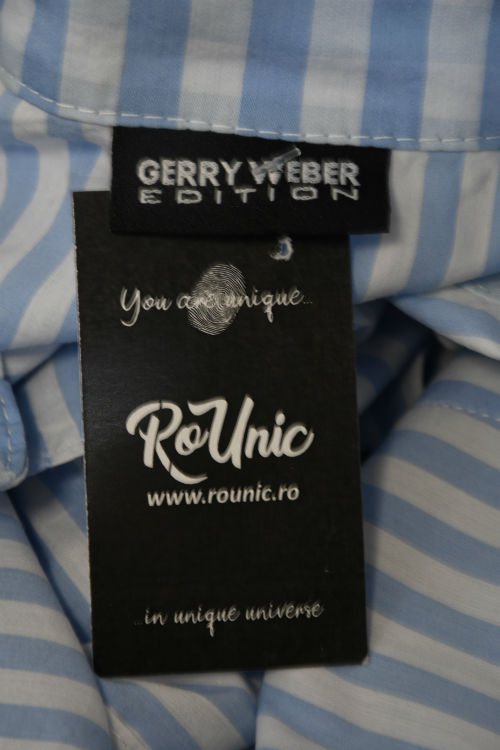 GERRY WEBER
EDITION
You are unique...
RoUnic
www.rounic.ro
...in unique universe